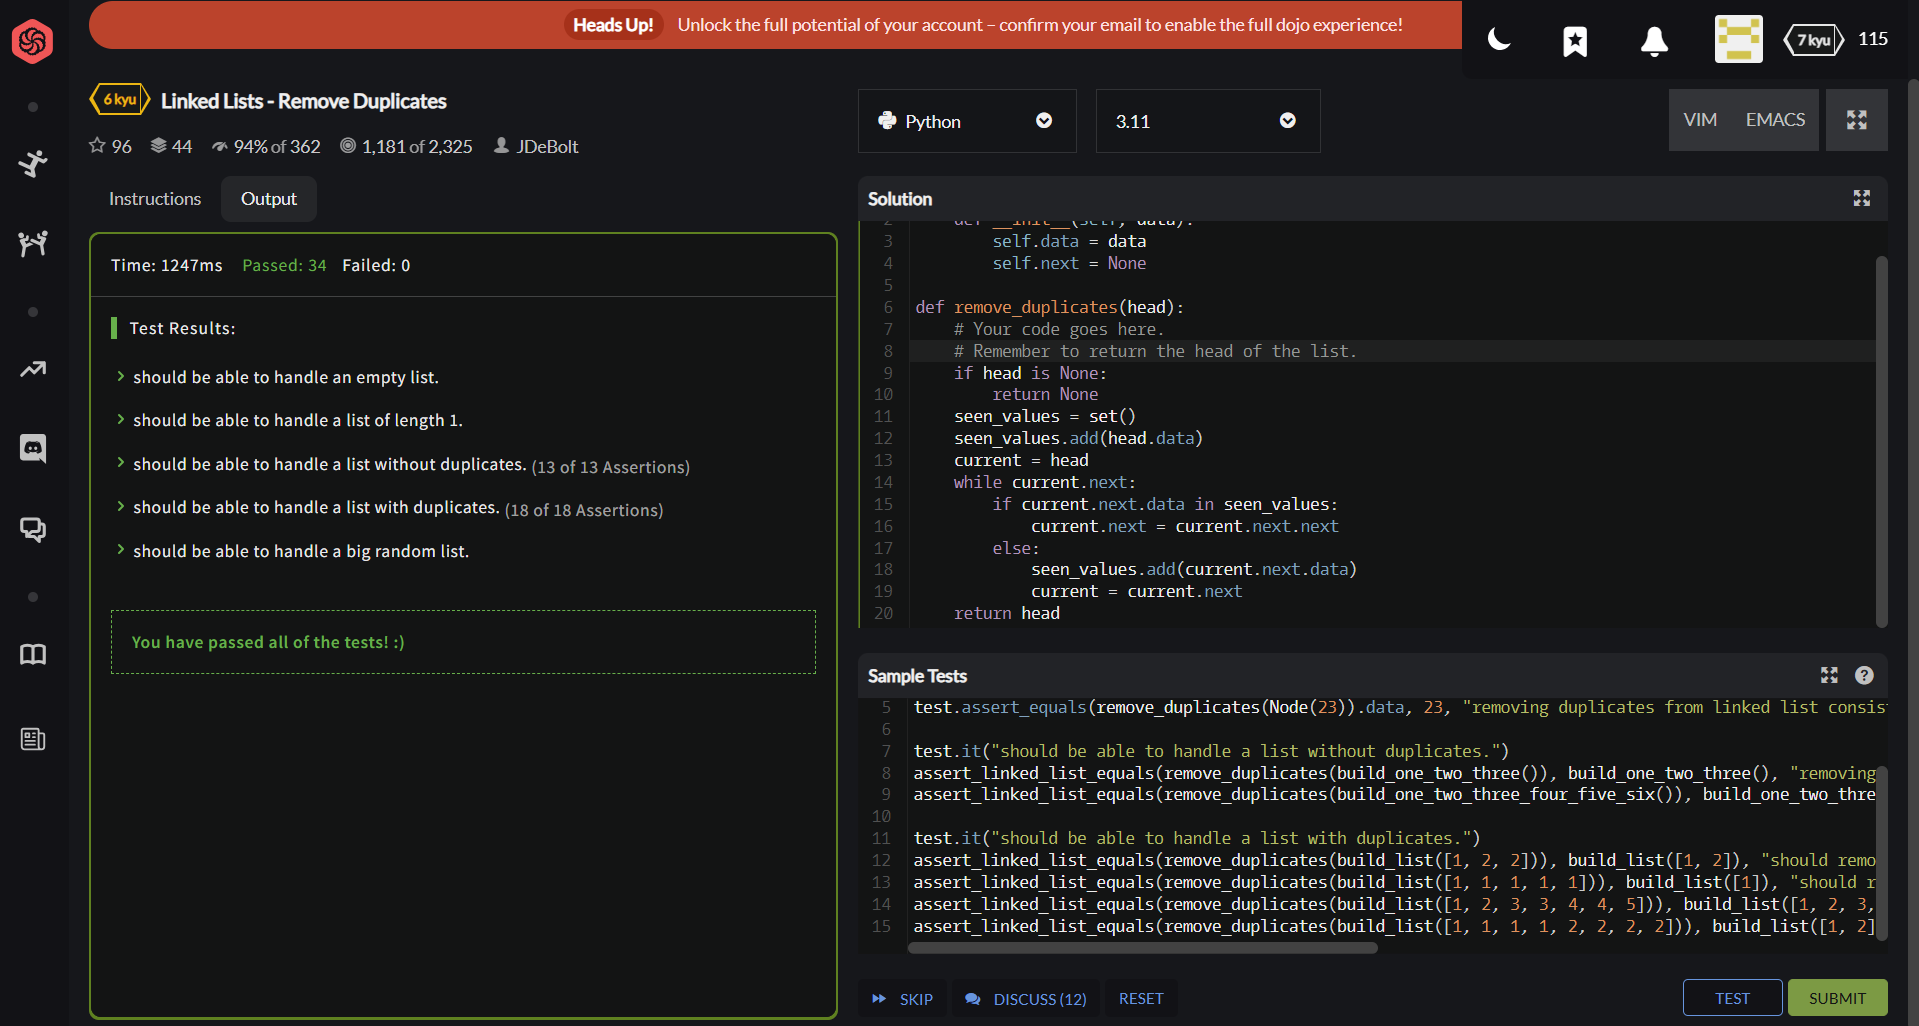 Heads Up! Unlock the full potential of your account – confirm your email to enable the full dojo experience!
7 kyu 115
6 kyu Linked Lists - Remove Duplicates
96 44 94% of 362 1,181 of 2,325 JDeBolt
Instructions Output
Time: 1247ms Passed: 34 Failed: 0
Test Results:
should be able to handle an empty list.
should be able to handle a list of length 1.
should be able to handle a list without duplicates. (13 of 13 Assertions)
should be able to handle a list with duplicates. (18 of 18 Assertions)
should be able to handle a big random list.
You have passed all of the tests! :)
Python 3.11 VIM EMACS
Solution
2 def __init__(self, data):
3 self.data = data
4 self.next = None
5
6 def remove_duplicates(head):
7 # Your code goes here.
8 # Remember to return the head of the list.
9 if head is None:
10 return None
11 seen_values = set()
12 seen_values.add(head.data)
13 current = head
14 while current.next:
15 if current.next.data in seen_values:
16 current.next = current.next.next
17 else:
18 seen_values.add(current.next.data)
19 current = current.next
20 return head
Sample Tests
5 test.assert_equals(remove_duplicates(Node(23)).data, 23, "removing duplicates from linked list consis
6
7 test.it("should be able to handle a list without duplicates.")
8 assert_linked_list_equals(remove_duplicates(build_one_two_three()), build_one_two_three(), "removing
9 assert_linked_list_equals(remove_duplicates(build_one_two_three_four_five_six()), build_one_two_thre
10
11 test.it("should be able to handle a list with duplicates.")
12 assert_linked_list_equals(remove_duplicates(build_list([1, 2, 2])), build_list([1, 2]), "should remo
13 assert_linked_list_equals(remove_duplicates(build_list([1, 1, 1, 1, 1])), build_list([1]), "should r
14 assert_linked_list_equals(remove_duplicates(build_list([1, 2, 3, 3, 4, 4, 5])), build_list([1, 2, 3,
15 assert_linked_list_equals(remove_duplicates(build_list([1, 1, 1, 1, 2, 2, 2, 2])), build_list([1, 2]
SKIP DISCUSS (12) RESET TEST SUBMIT